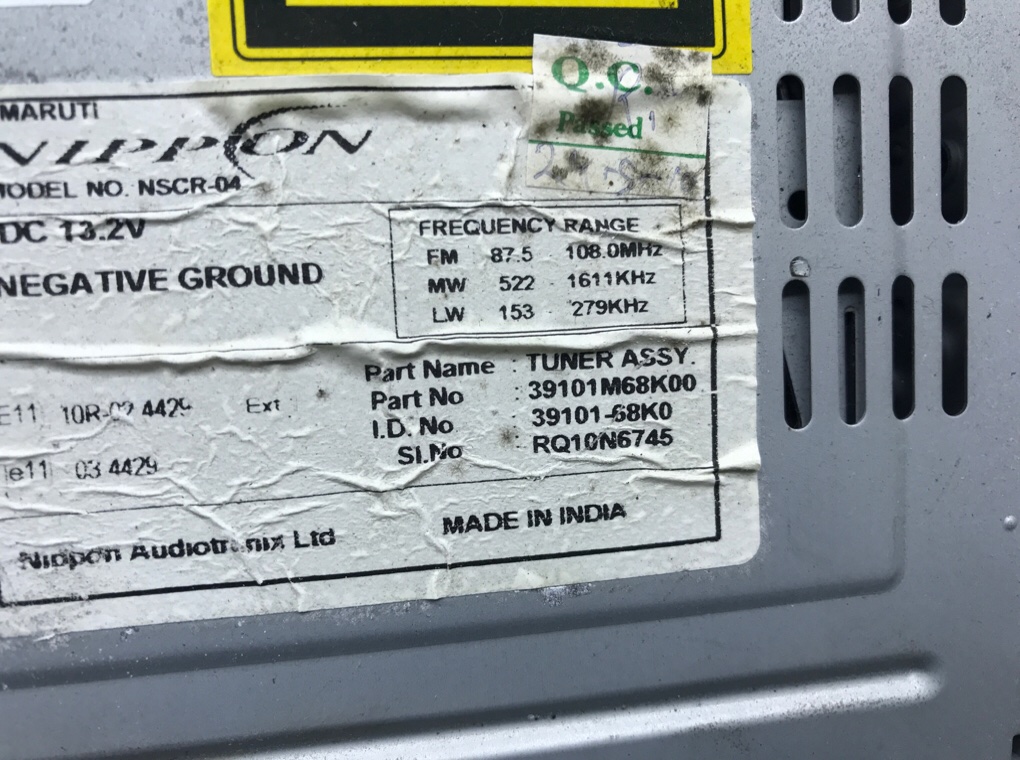 Q.C.
Passed
MARUTI
NIPPON
MODEL NO. NSCR-04
DC 13.2V
NEGATIVE GROUND
FREQUENCY RANGE
FM 87.5 - 108.0MHz
MW 522 - 1611KHz
LW 153 - 279KHz
Part Name : TUNER ASSY.
Part No : 39101M68K00
I.D. No : 39101-68K0
Sl.No : RQ10N6745
E11 10R-02 4429 Ext :
e11 03 4429
Nippon Audiotronix Ltd
MADE IN INDIA